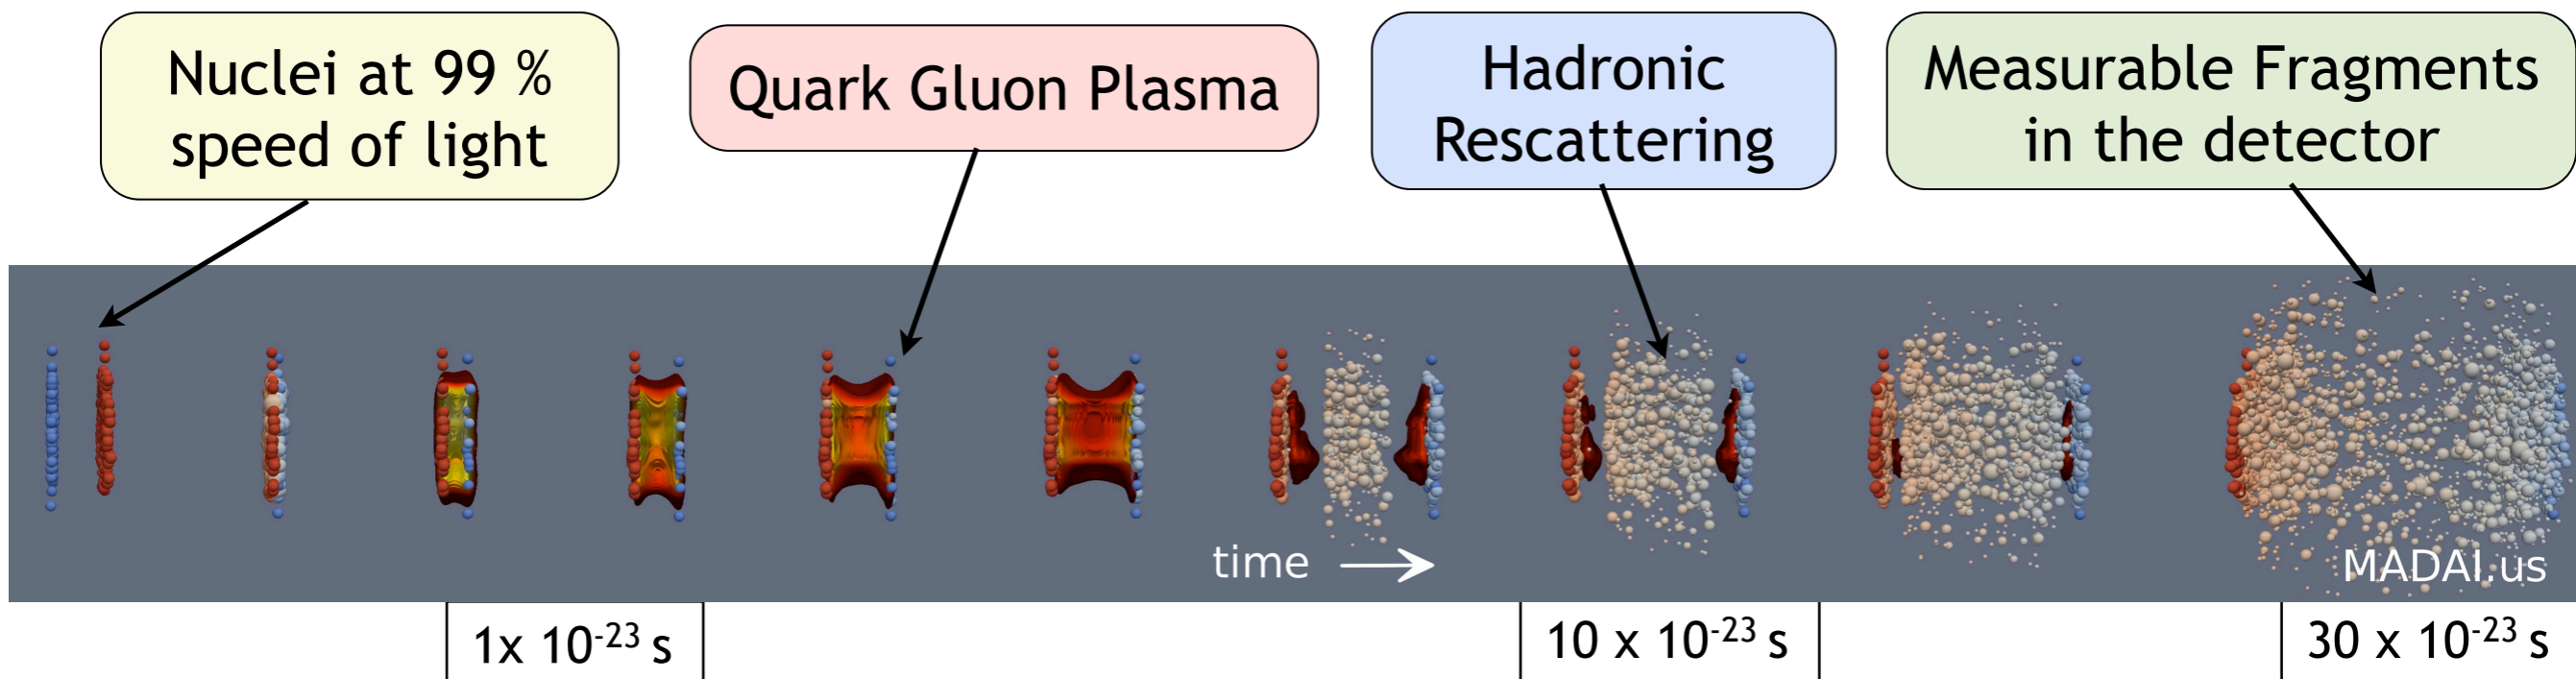 Nuclei at 99 %
speed of light
Quark Gluon Plasma
Hadronic
Rescattering
Measurable Fragments
in the detector
time
MADAI.us
1x 10⁻²³ s
10 x 10⁻²³ s
30 x 10⁻²³ s